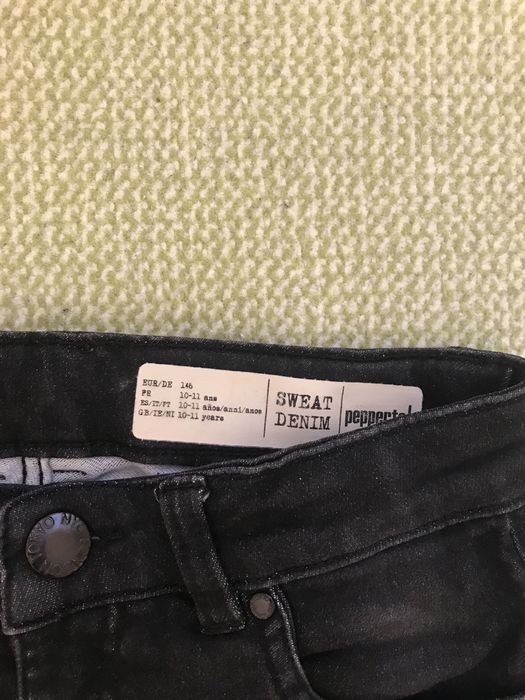 EUR/DE 146
FR 10-11 ans
ES/IT/PT 10-11 años/anni/anos
GB/IE/NI 10-11 years
SWEAT
DENIM
pepperts!